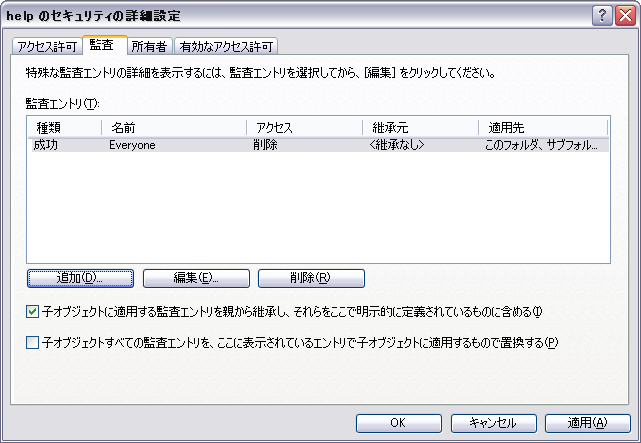 help のセキュリティの詳細設定
アクセス許可 監査 所有者 有効なアクセス許可
特殊な監査エントリの詳細を表示するには、監査エントリを選択してから、[編集] をクリックしてください。
監査エントリ(T):
種類 名前 アクセス 継承元 適用先
成功 Everyone 削除 <継承なし> このフォルダ、サブフォル...
追加(D)... 編集(E)... 削除(R)
子オブジェクトに適用する監査エントリを親から継承し、それらをここで明示的に定義されているものに含める(I)
子オブジェクトすべての監査エントリを、ここに表示されているエントリで子オブジェクトに適用するもので置換する(P)
OK キャンセル 適用(A)